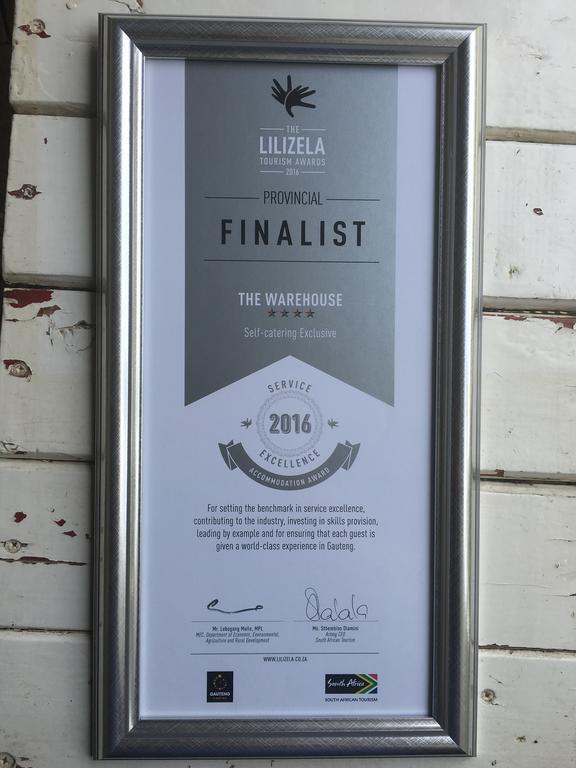 THE
LILIZELA
TOURISM AWARDS
2016
PROVINCIAL
FINALIST
THE WAREHOUSE
Self-catering Exclusive
SERVICE
2016
EXCELLENCE
ACCOMMODATION AWARD
For setting the benchmark in service excellence,
contributing to the industry, investing in skills provision,
leading by example and for ensuring that each guest is
given a world-class experience in Gauteng.
Mr. Lebogang Maile, MPL
MEC, Department of Economic, Environmental,
Agriculture and Rural Development
Ms. Sthembiso Dlamini
Acting CEO
South African Tourism
WWW.LILIZELA.CO.ZA
GAUTENG
South Africa
SOUTH AFRICAN TOURISM